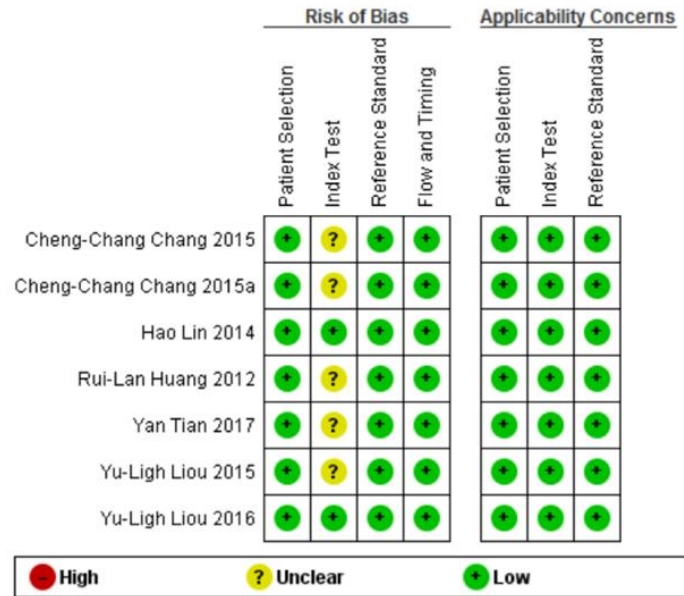 Risk of Bias
Applicability Concerns
Patient Selection
Index Test
Reference Standard
Flow and Timing
Patient Selection
Index Test
Reference Standard
Cheng-Chang Chang 2015 + ? + + + + +
Cheng-Chang Chang 2015a + ? + + + + +
Hao Lin 2014 + + + + + + +
Rui-Lan Huang 2012 + ? + + + + +
Yan Tian 2017 + ? + + + + +
Yu-Ligh Liou 2015 + ? + + + + +
Yu-Ligh Liou 2016 + + + + + + +
- High ? Unclear + Low